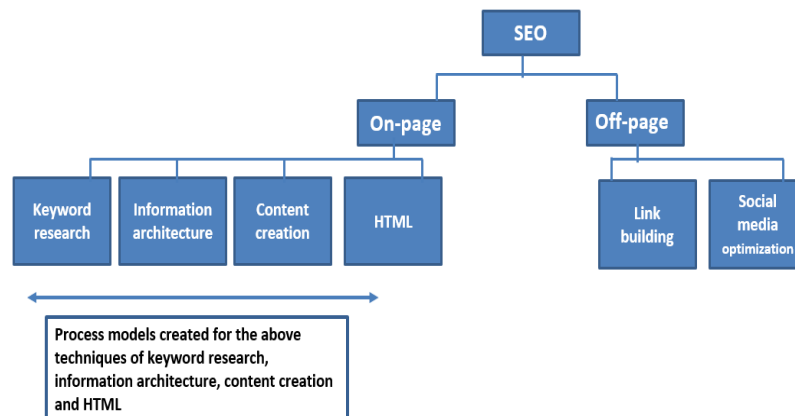 SEO
On-page
Off-page
Keyword
research
Information
architecture
Content
creation
HTML
Link
building
Social
media
optimization
Process models created for the above
techniques of keyword research,
information architecture, content creation
and HTML